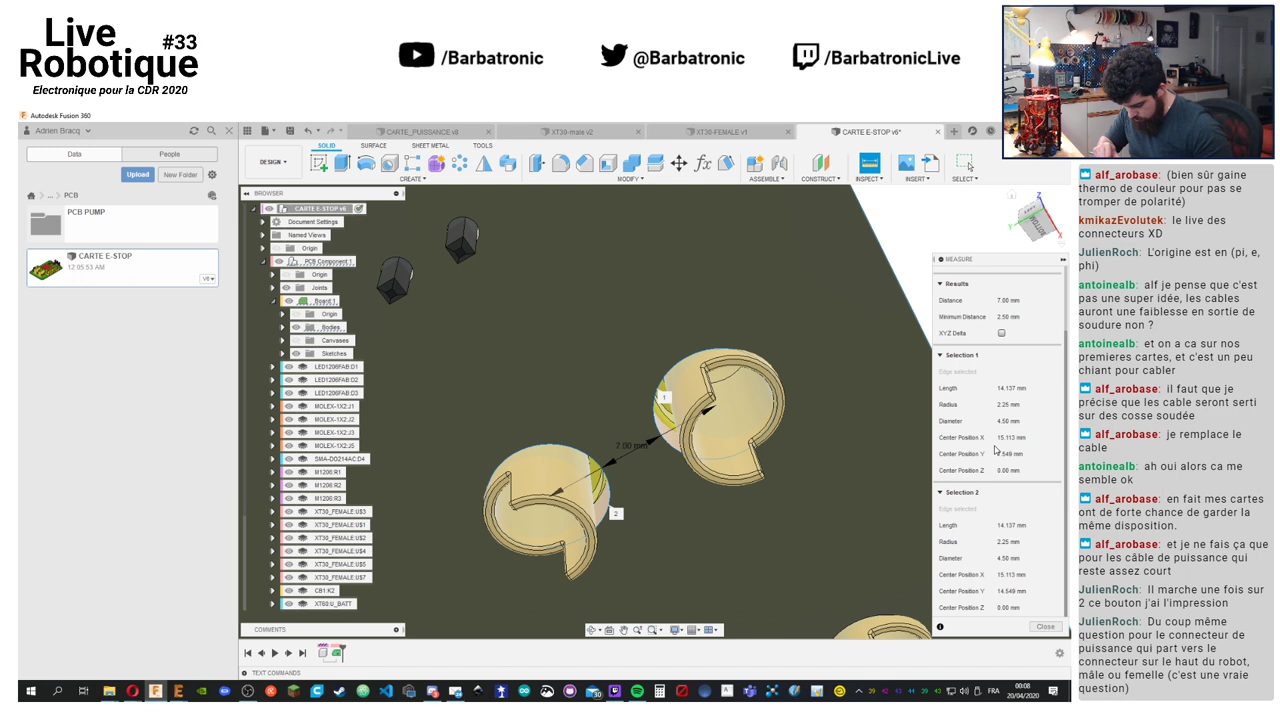 Live
Robotique #33
Electronique pour la CDR 2020
/Barbatronic
@Barbatronic
/BarbatronicLive
Autodesk Fusion 360
Adrien Bracq
CARTE_PUISSANCE v8
XT30-male v2
XT30-FEMALE v1
CARTE E-STOP v6*
Data
People
Upload
New Folder
... > PCB
PCB PUMP
CARTE E-STOP
12:05:53 AM
V6
SOLID
SURFACE
SHEET METAL
TOOLS
DESIGN
CREATE
MODIFY
ASSEMBLE
CONSTRUCT
INSPECT
INSERT
SELECT
BROWSER
CARTE E-STOP v6
Document Settings
Named Views
Origin
PCB Component:1
Origin
Joints
Board:1
Origin
Bodies
Canvases
Sketches
LED1206FAB:D1
LED1206FAB:D2
LED1206FAB:D3
MOLEX-1X2:J1
MOLEX-1X2:J2
MOLEX-1X2:J3
MOLEX-1X2:J5
SMA-DO214AC:D4
M1206:R1
M1206:R2
M1206:R3
XT30_FEMALE:U$3
XT30_FEMALE:U$1
XT30_FEMALE:U$2
XT30_FEMALE:U$4
XT30_FEMALE:U$5
XT30_FEMALE:U$7
CB1:K2
XT60:U_BATT
COMMENTS
TEXT COMMANDS
1
2
BOTTOM
Z
Y
X
MEASURE
Results
Distance 7.00 mm
Minimum Distance 2.50 mm
XYZ Delta
Selection 1
Edge selected
Length 14.137 mm
Radius 2.25 mm
Diameter 4.50 mm
Center Position X 15.113 mm
Center Position Y
Center Position Z 0.00 mm
Selection 2
Edge selected
Length 14.137 mm
Radius 2.25 mm
Diameter 4.50 mm
Center Position X 15.113 mm
Center Position Y 14.549 mm
Center Position Z 0.00 mm
Close
alf_arobase: (bien sûr gaine
thermo de couleur pour pas se
tromper de polarité)
kmikazEvolutek: le live des
connecteurs XD
JulienRoch: L'origine est en (pi, e,
phi)
antoinealb: alf je pense que c'est
pas une super idée, les cables
auront une faiblesse en sortie de
soudure non ?
antoinealb: et on a ca sur nos
premieres cartes, et c'est un peu
chiant pour cabler
alf_arobase: il faut que je
précise que les cable seront serti
sur des cosse soudée
alf_arobase: je remplace le
cable
antoinealb: ah oui alors ca me
semble ok
alf_arobase: en fait mes cartes
ont de forte chance de garder la
même disposition.
alf_arobase: et je ne fais ça que
pour les câble de puissance qui
reste assez court
JulienRoch: Il marche une fois sur
2 ce bouton j'ai l'impression
JulienRoch: Du coup même
question pour le connecteur de
puissance qui part vers le
connecteur sur le haut du robot,
mâle ou femelle (c'est une vraie
question)
FRA
00:08
20/04/2020